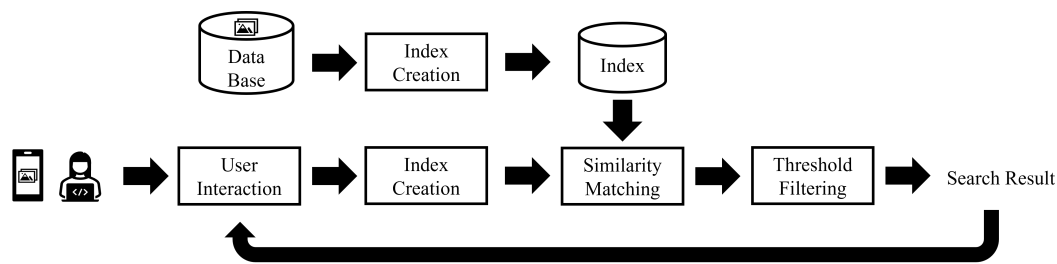 Data
Base
Index
Creation
Index
User
Interaction
</>
Index
Creation
Similarity
Matching
Threshold
Filtering
Search Result